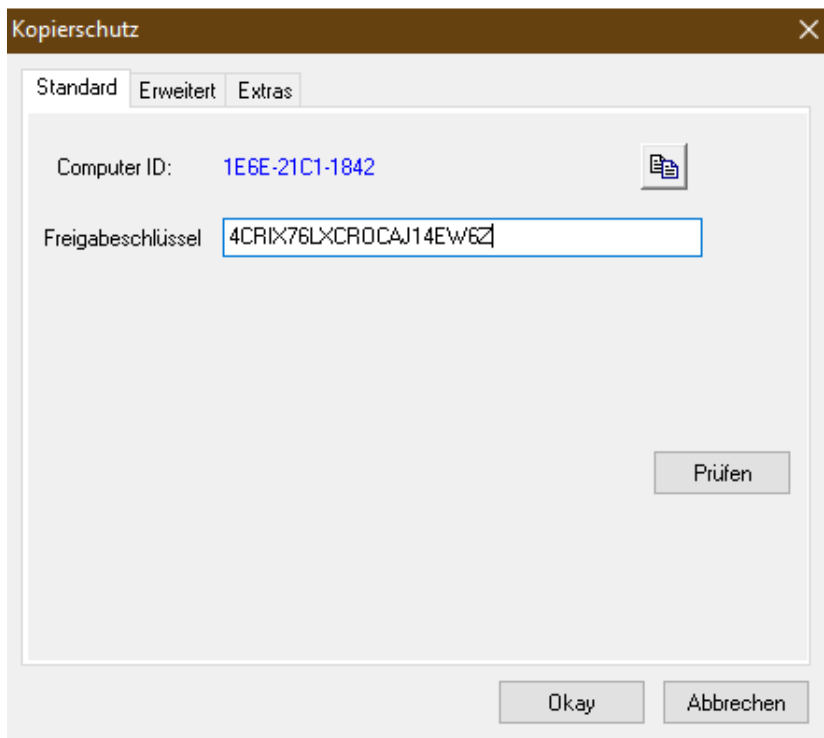 Kopierschutz
Standard Erweitert Extras
Computer ID: 1E6E-21C1-1842
Freigabeschlüssel 4CRIX76LXCROCAJ14EW6Z
Prüfen
Okay Abbrechen